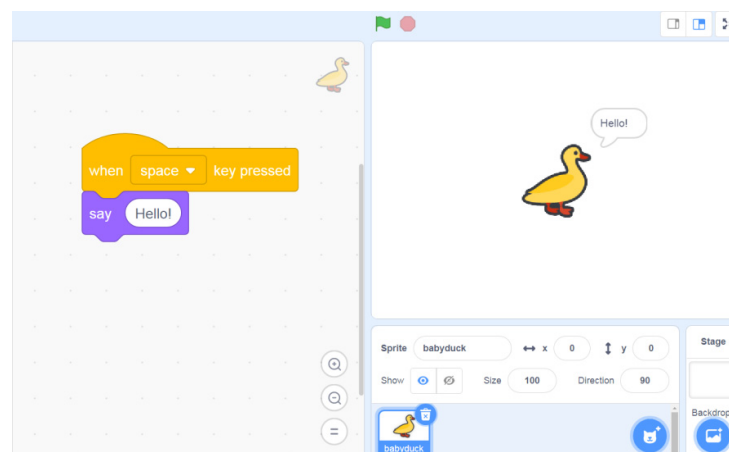 when space key pressed
say Hello!
Hello!
Sprite babyduck x 0 y 0
Show Size 100 Direction 90
babyduck
Stage
Backdrop